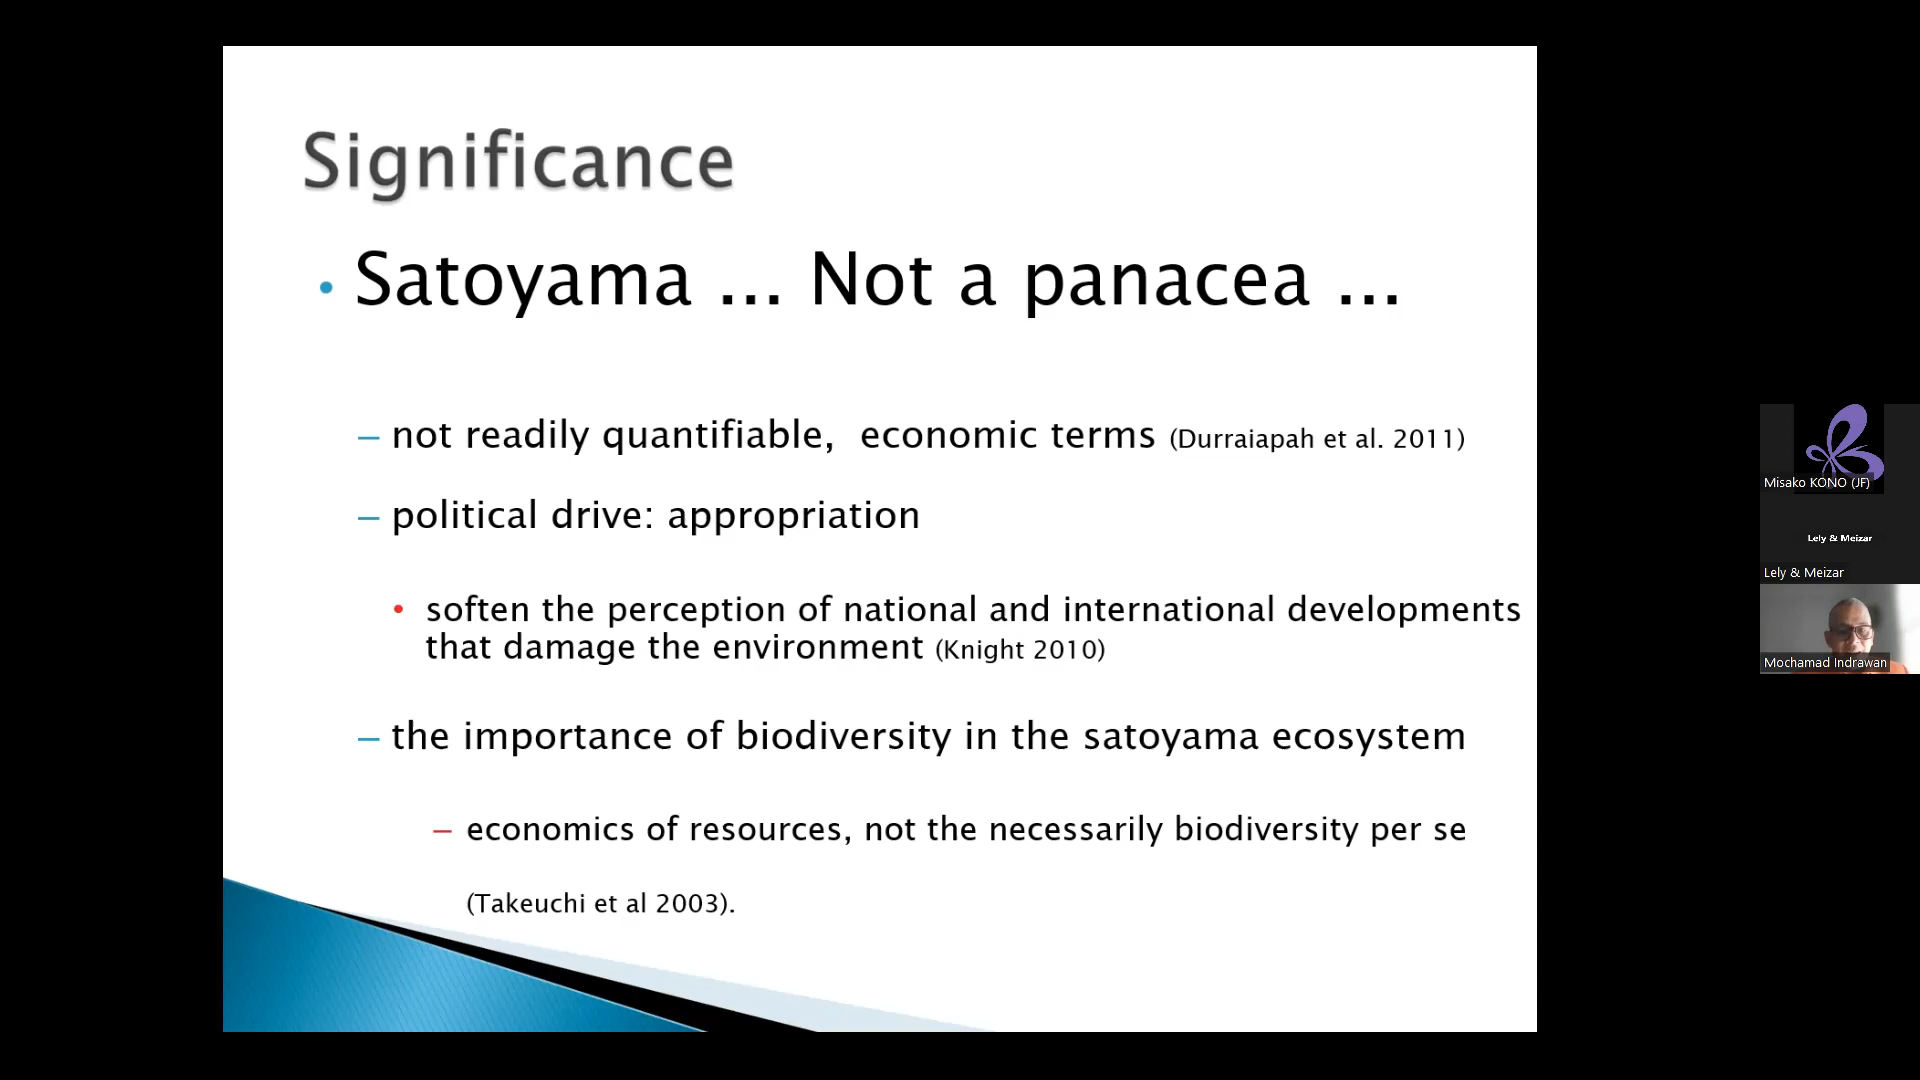 Significance
• Satoyama ... Not a panacea ...
– not readily quantifiable,  economic terms (Durraiapah et al. 2011)
– political drive: appropriation
• soften the perception of national and international developments
that damage the environment (Knight 2010)
– the importance of biodiversity in the satoyama ecosystem
– economics of resources, not the necessarily biodiversity per se
(Takeuchi et al 2003).
Misako KONO (JF)
Lely & Meizar
Lely & Meizar
Mochamad Indrawan